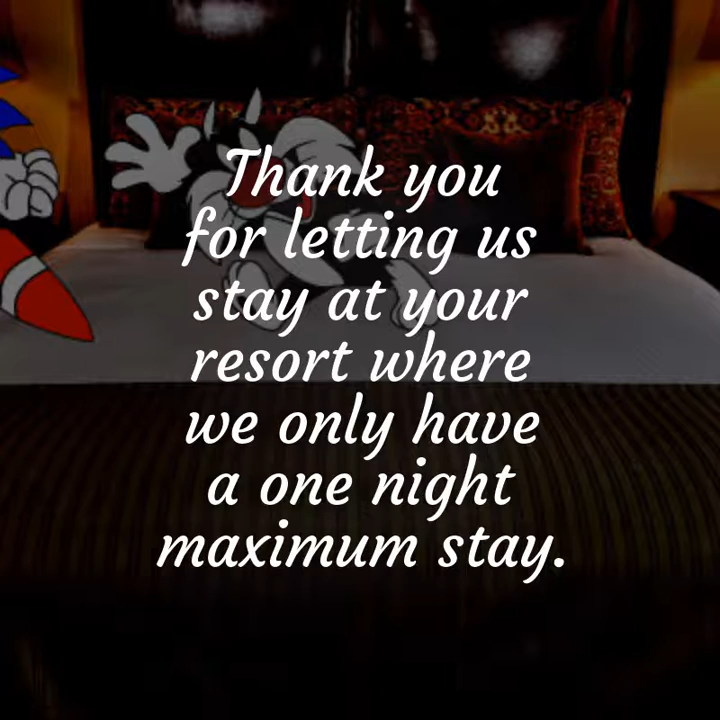 Thank you
for letting us
stay at your
resort where
we only have
a one night
maximum stay.